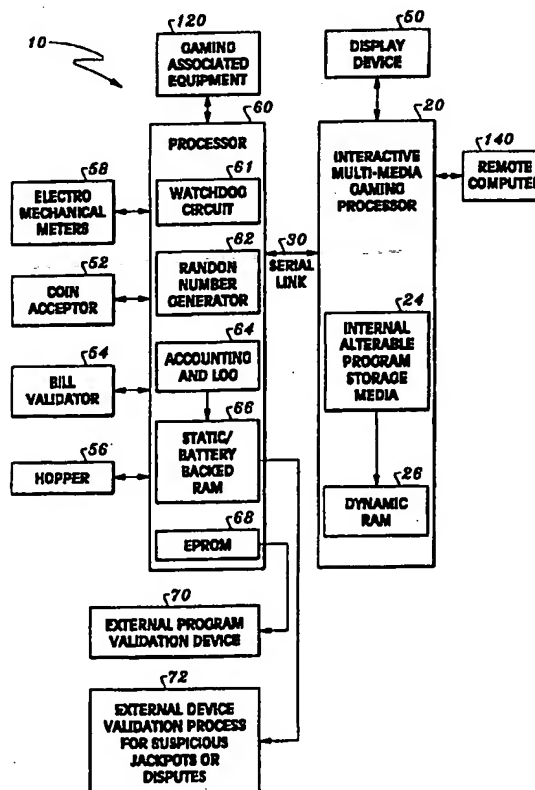 10
120
GAMING
ASSOCIATED
EQUIPMENT
50
DISPLAY
DEVICE
60
PROCESSOR
61
WATCHDOG
CIRCUIT
62
RANDON
NUMBER
GENERATOR
64
ACCOUNTING
AND LOG
66
STATIC/
BATTERY
BACKED
RAM
68
EPROM
58
ELECTRO
MECHANICAL
METERS
52
COIN
ACCEPTOR
54
BILL
VALIDATOR
56
HOPPER
30
SERIAL
LINK
20
INTERACTIVE
MULTI-MEDIA
GAMING
PROCESSOR
140
REMOTE
COMPUTER
24
INTERNAL
ALTERABLE
PROGRAM
STORAGE
MEDIA
26
DYNAMIC
RAM
70
EXTERNAL PROGRAM
VALIDATION DEVICE
72
EXTERNAL DEVICE
VALIDATION PROCESS
FOR SUSPICIOUS
JACKPOTS OR
DISPUTES